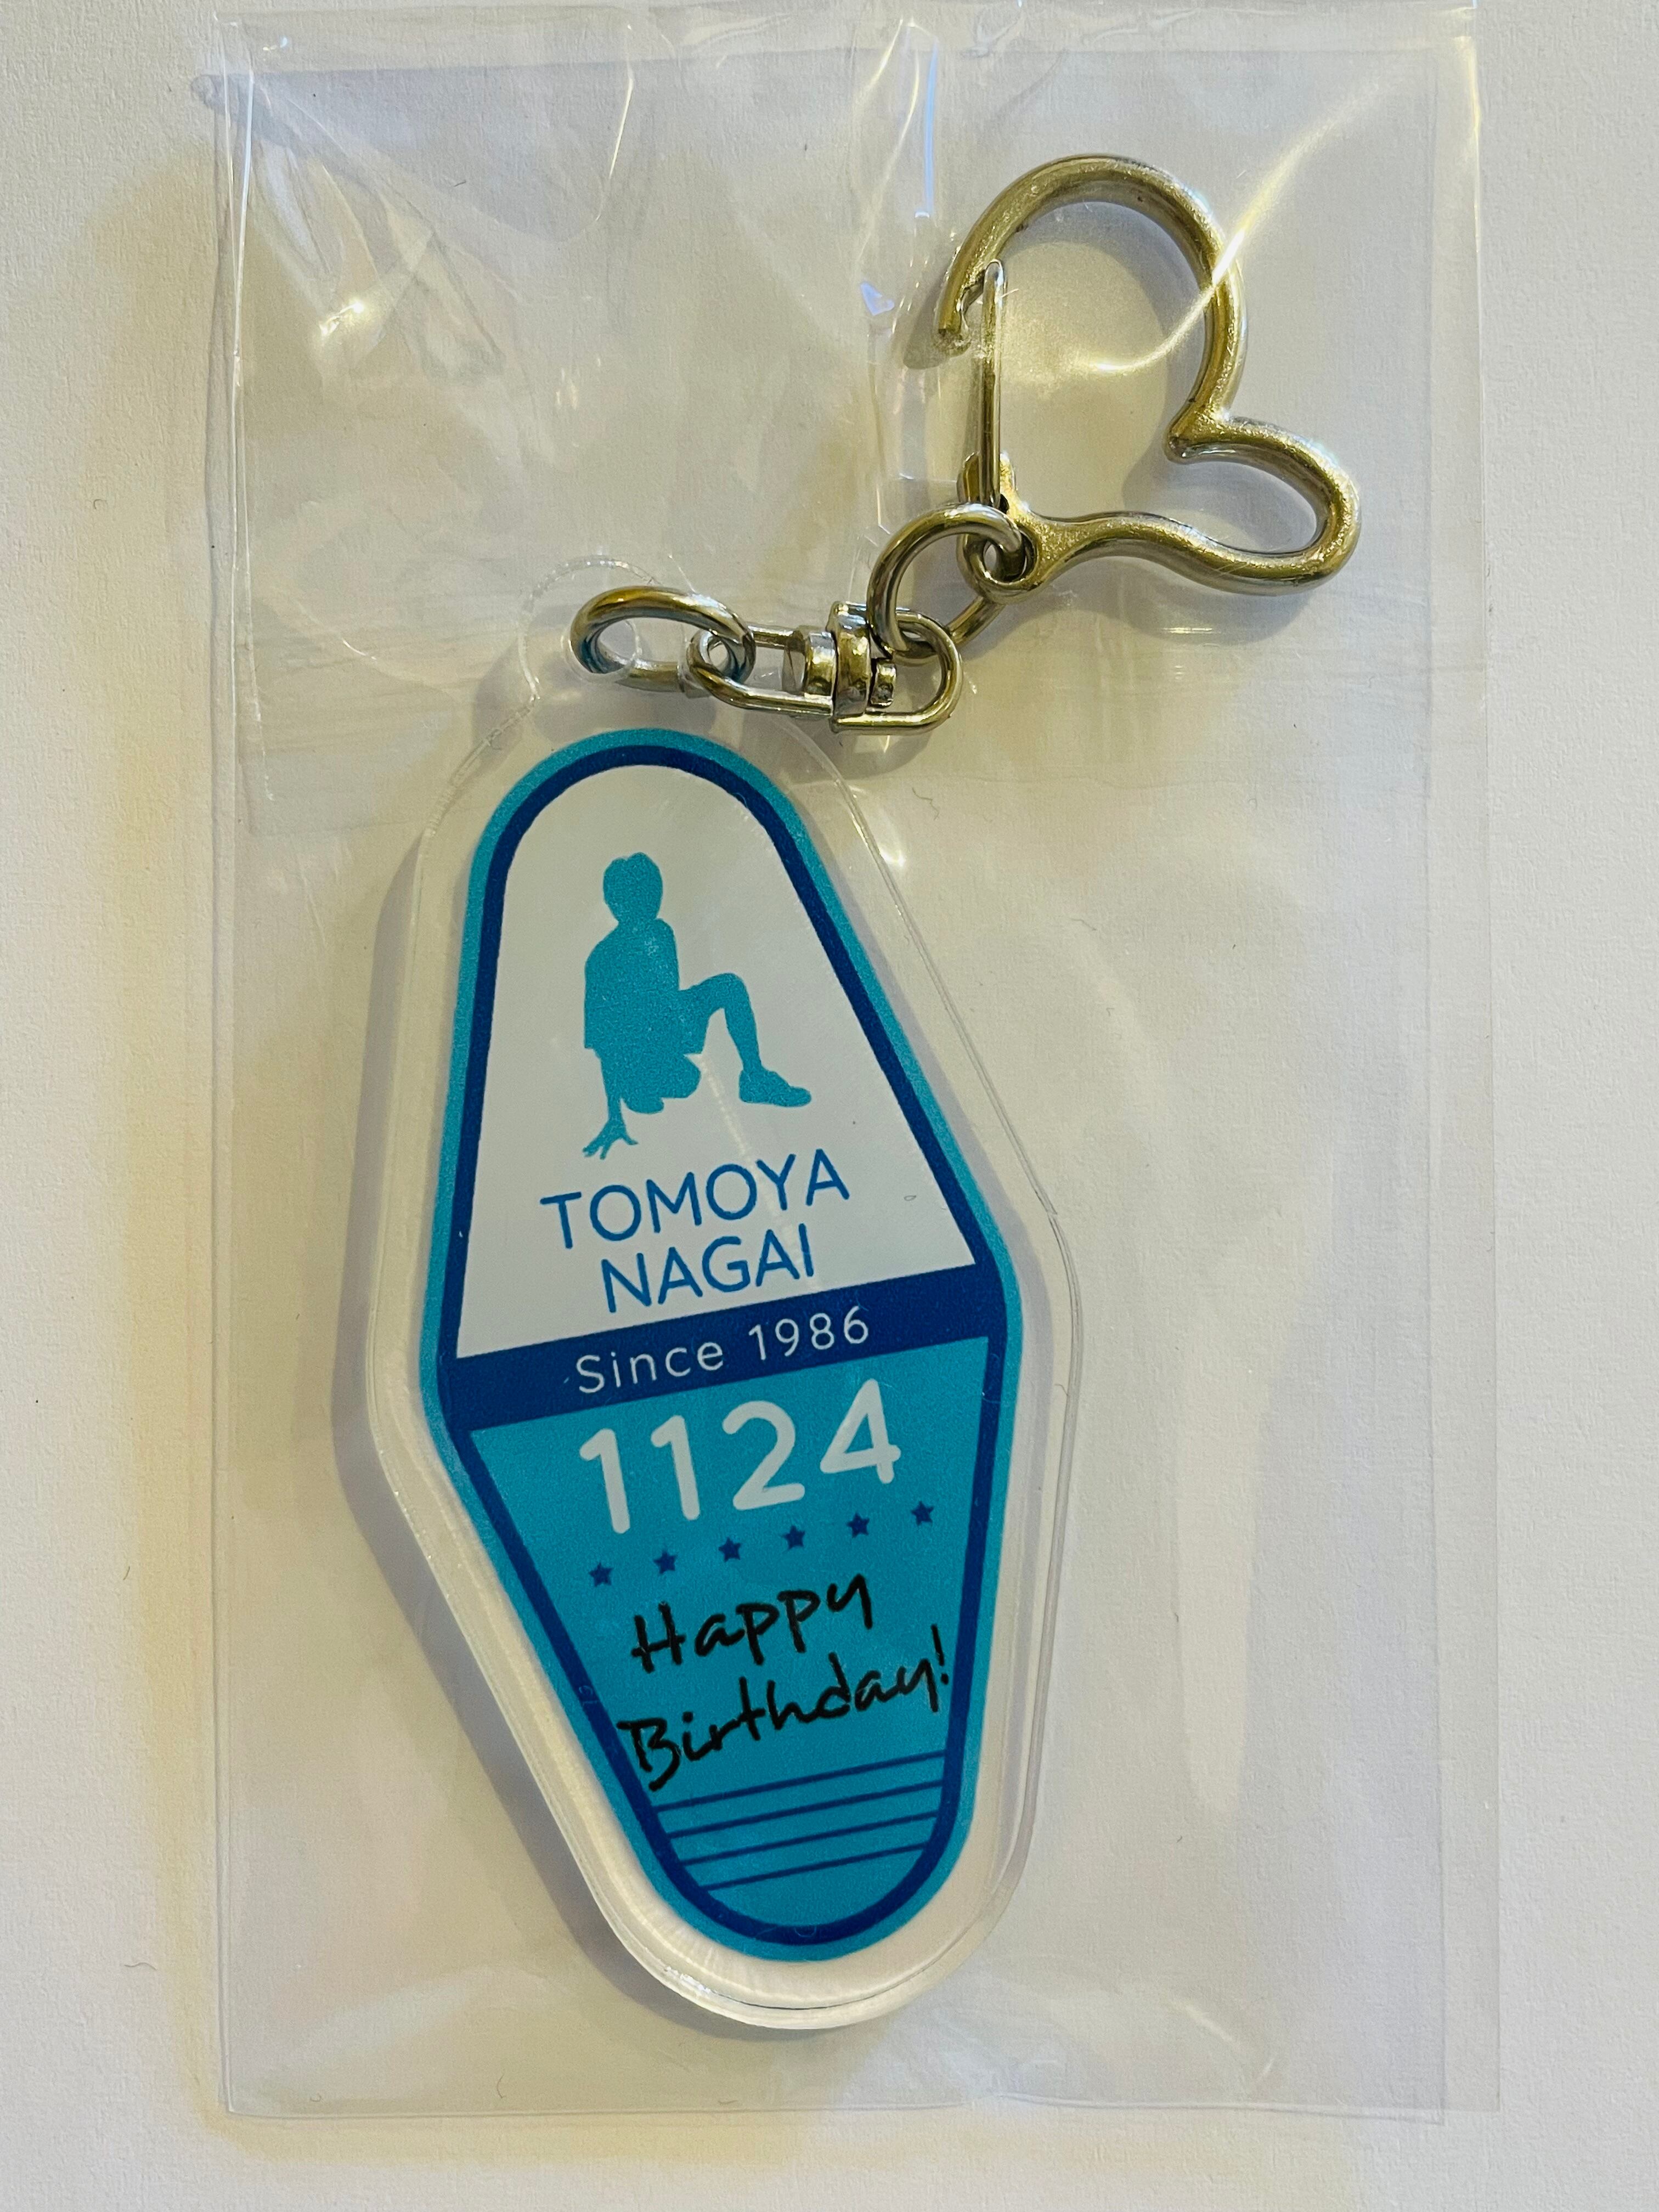 TOMOYA
NAGAI
Since 1986
1124
Happy
Birthday!